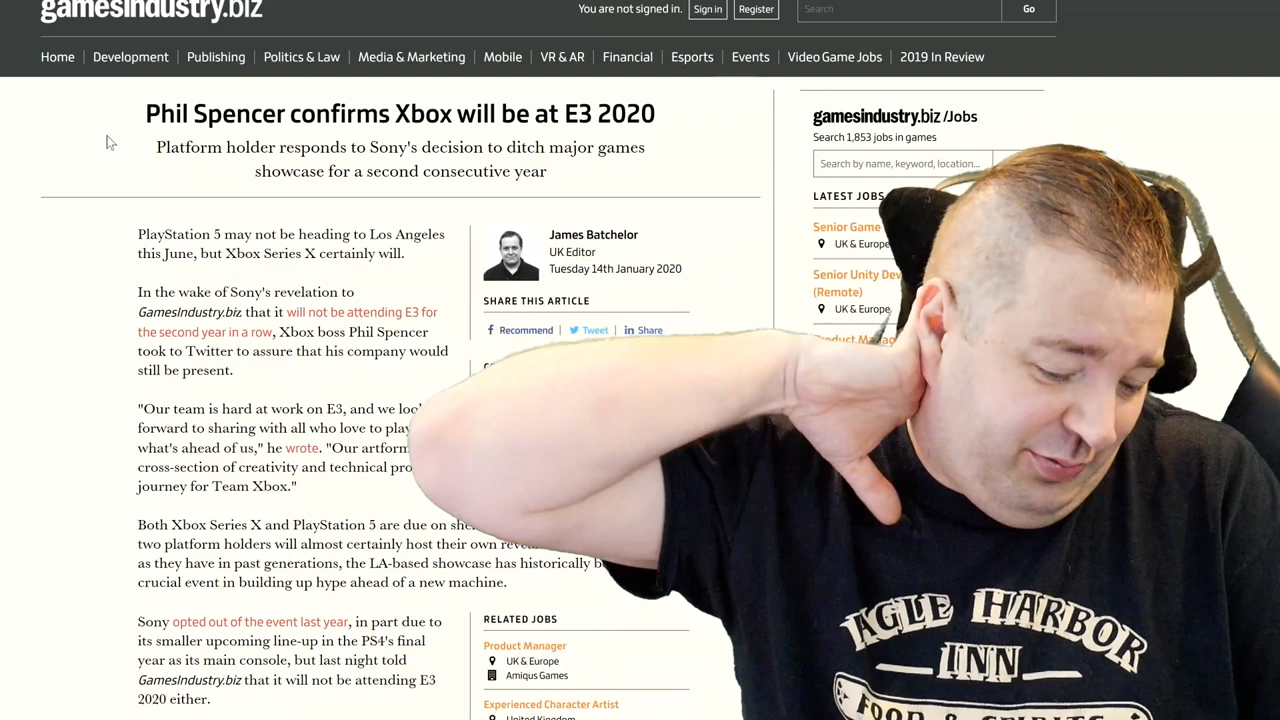 gamesindustry.biz
You are not signed in. Sign in Register Search Go
Home Development Publishing Politics & Law Media & Marketing Mobile VR & AR Financial Esports Events Video Game Jobs 2019 In Review
Phil Spencer confirms Xbox will be at E3 2020
Platform holder responds to Sony's decision to ditch major games
showcase for a second consecutive year
PlayStation 5 may not be heading to Los Angeles
this June, but Xbox Series X certainly will.
In the wake of Sony's revelation to
GamesIndustry.biz that it will not be attending E3 for
the second year in a row, Xbox boss Phil Spencer
took to Twitter to assure that his company would
still be present.
"Our team is hard at work on E3, and we
forward to sharing with all who love to play
what's ahead of us," he wrote. "Our artform
cross-section of creativity and technical
journey for Team Xbox."
Both Xbox Series X and PlayStation 5 are due on
two platform holders will almost certainly host their own
as they have in past generations, the LA-based showcase has historically
crucial event in building up hype ahead of a new machine.
Sony opted out of the event last year, in part due to
its smaller upcoming line-up in the PS4's final
year as its main console, but last night told
GamesIndustry.biz that it will not be attending E3
2020 either.
James Batchelor
UK Editor
Tuesday 14th January 2020
SHARE THIS ARTICLE
Recommend Tweet Share
RELATED JOBS
Product Manager
UK & Europe
Amiqus Games
Experienced Character Artist
United Kingdom
gamesindustry.biz /Jobs
Search 1,853 jobs in games
Search by name, keyword, location...
LATEST JOBS
Senior Game
UK & Europe
Senior Unity Dev
(Remote)
UK & Europe
Product
AGLE HARBOR
INN
FOOD & SPIRITS